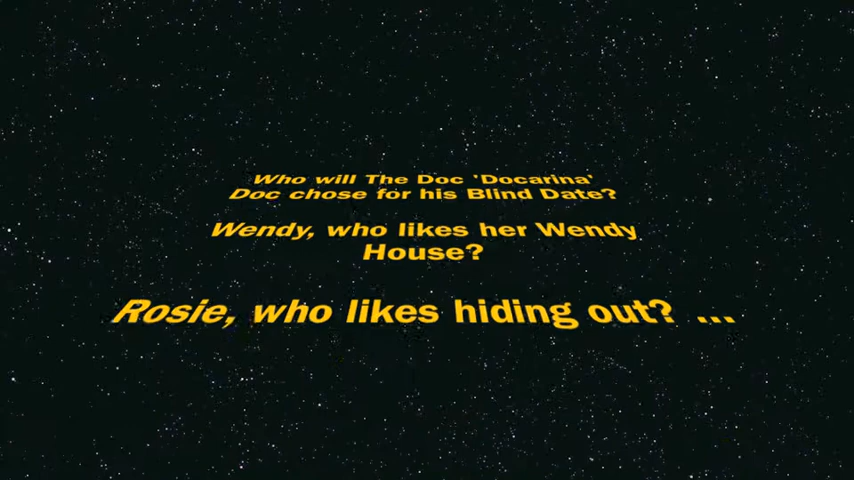 Who will The Doc 'Docarina'
Doc chose for his Blind Date?
Wendy, who likes her Wendy
House?
Rosie, who likes hiding out? ...